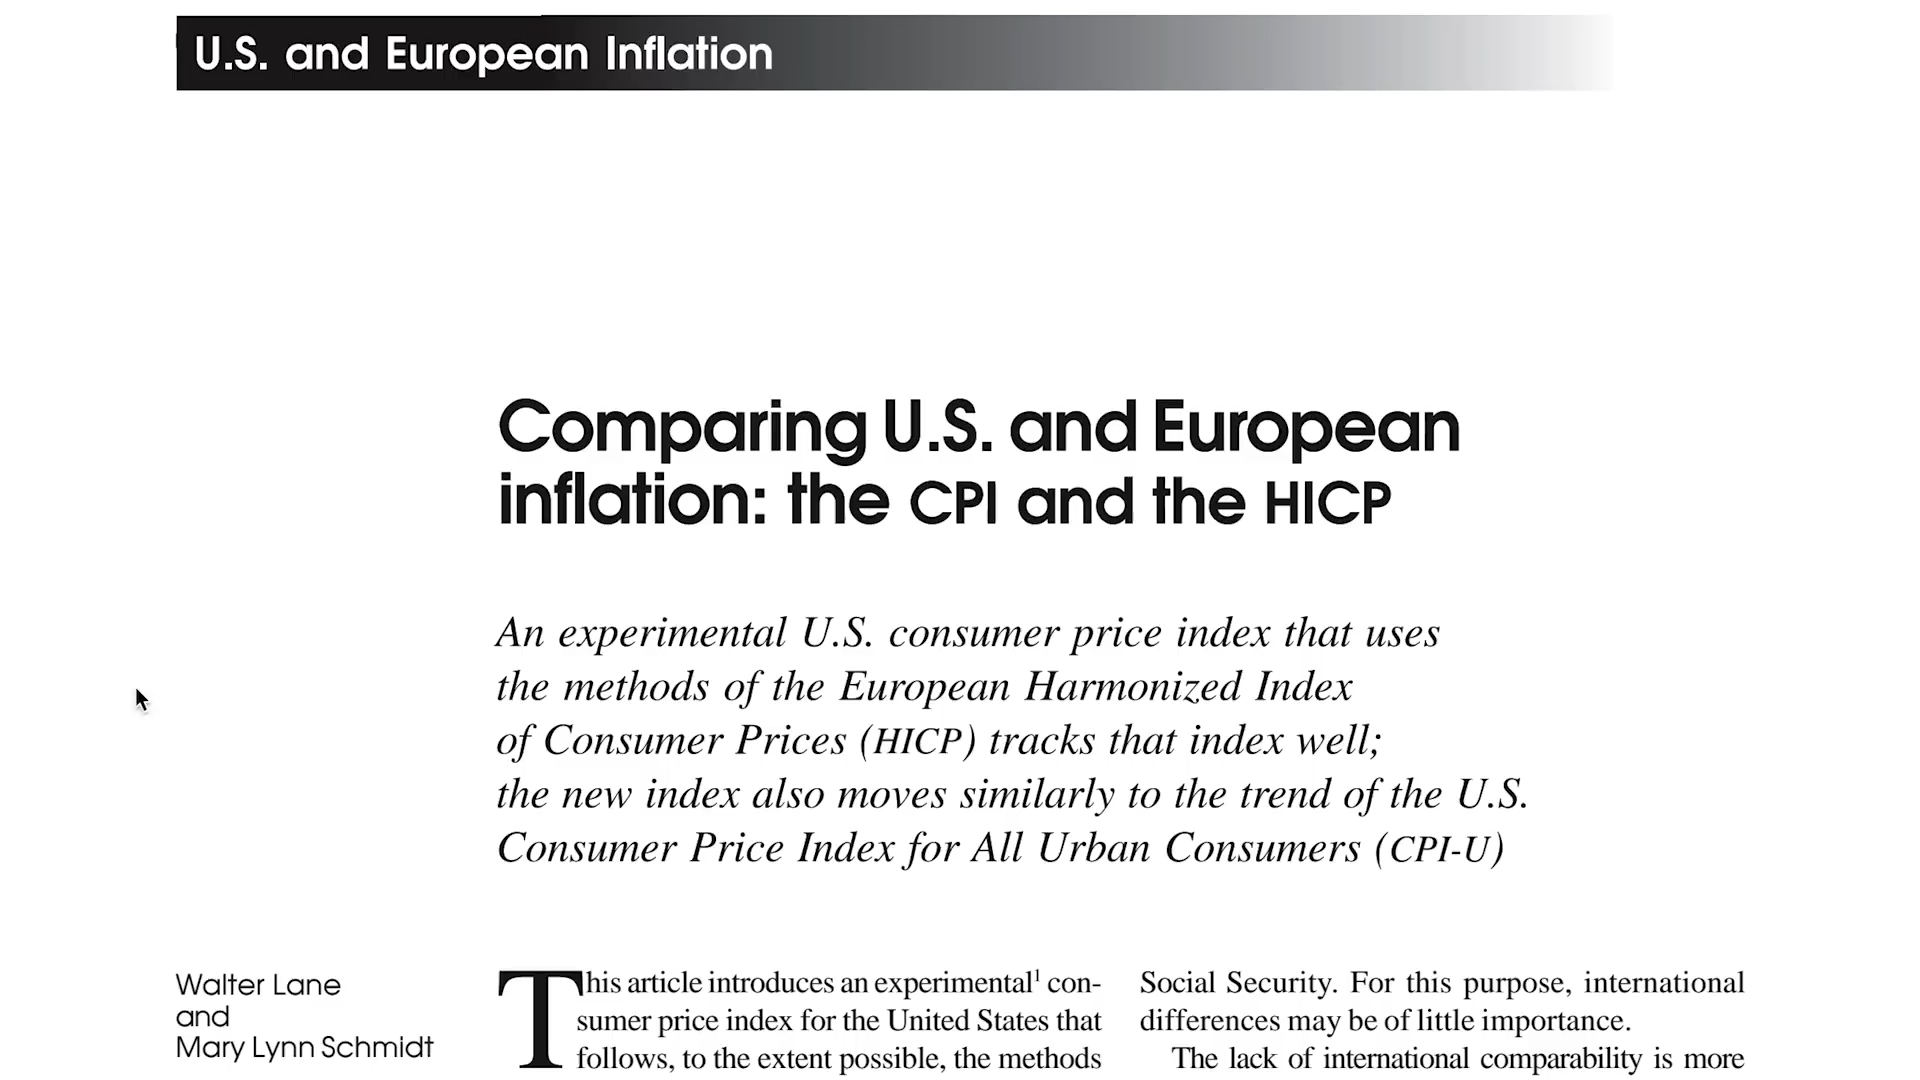 U.S. and European Inflation
Comparing U.S. and European
inflation: the CPI and the HICP
An experimental U.S. consumer price index that uses
the methods of the European Harmonized Index
of Consumer Prices (HICP) tracks that index well;
the new index also moves similarly to the trend of the U.S.
Consumer Price Index for All Urban Consumers (CPI-U)
Walter Lane
and
Mary Lynn Schmidt
This article introduces an experimental¹ con-
sumer price index for the United States that
follows, to the extent possible, the methods
Social Security. For this purpose, international
differences may be of little importance.
The lack of international comparability is more